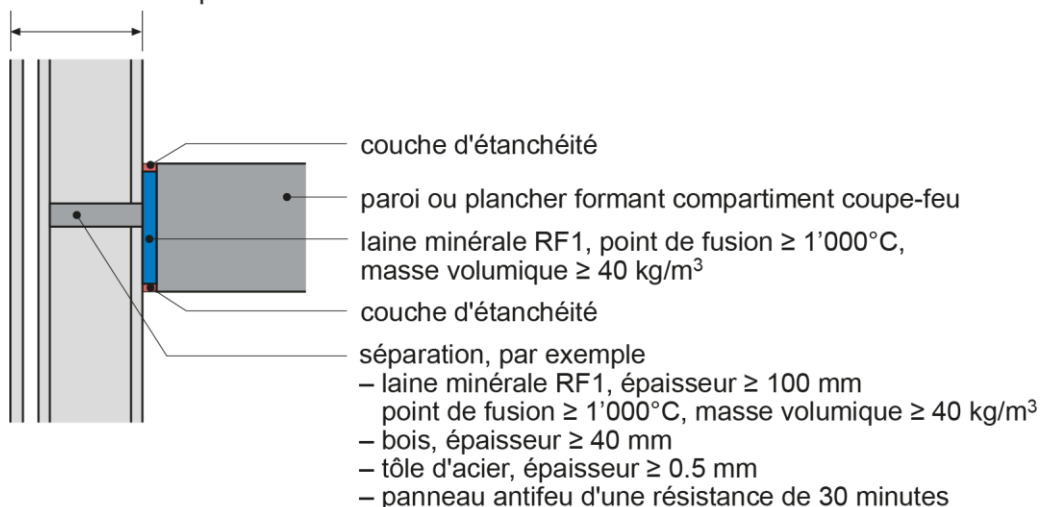 couche d'étanchéité
paroi ou plancher formant compartiment coupe-feu
laine minérale RF1, point de fusion ≥ 1’000°C,
masse volumique ≥ 40 kg/m³
couche d'étanchéité
séparation, par exemple
– laine minérale RF1, épaisseur ≥ 100 mm
point de fusion ≥ 1’000°C, masse volumique ≥ 40 kg/m³
– bois, épaisseur ≥ 40 mm
– tôle d'acier, épaisseur ≥ 0.5 mm
– panneau antifeu d'une résistance de 30 minutes